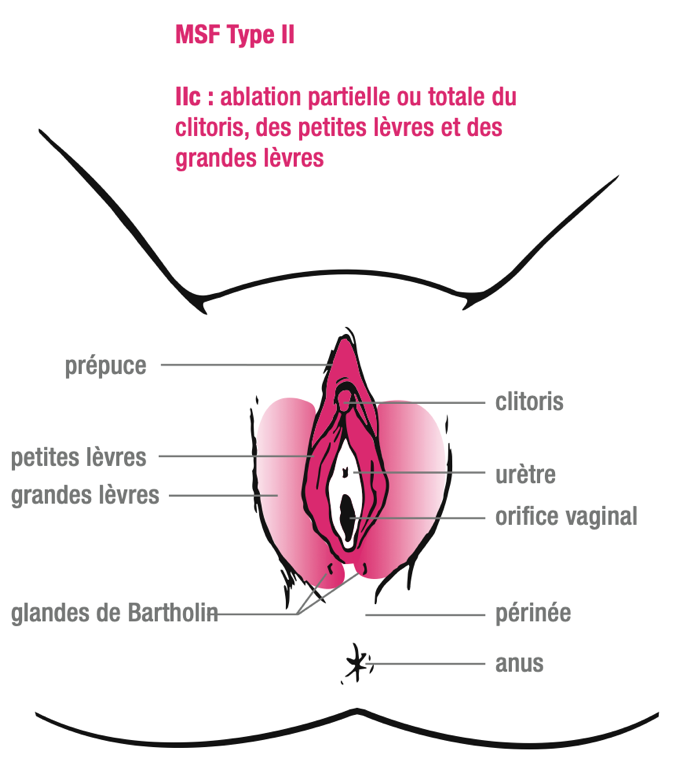 MSF Type II
IIc : ablation partielle ou totale du
clitoris, des petites lèvres et des
grandes lèvres
prépuce
clitoris
petites lèvres
urètre
grandes lèvres
orifice vaginal
glandes de Bartholin
périnée
anus